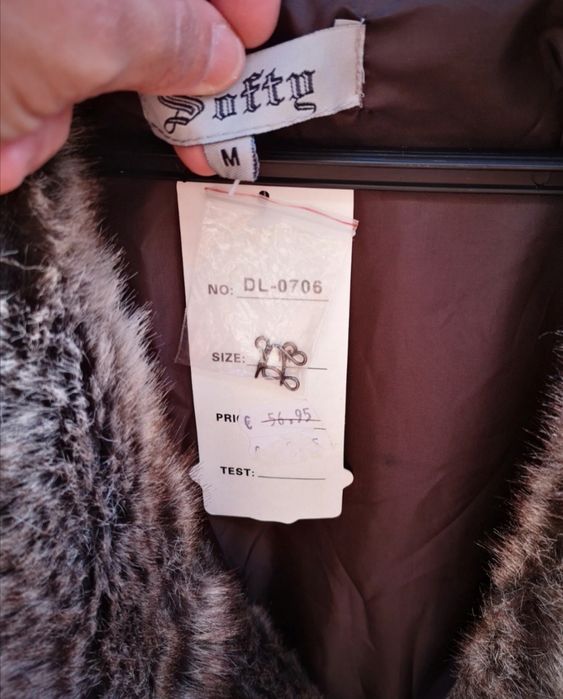 Softy
M
NO: DL-0706
SIZE:
PRI € 56.95
TEST: